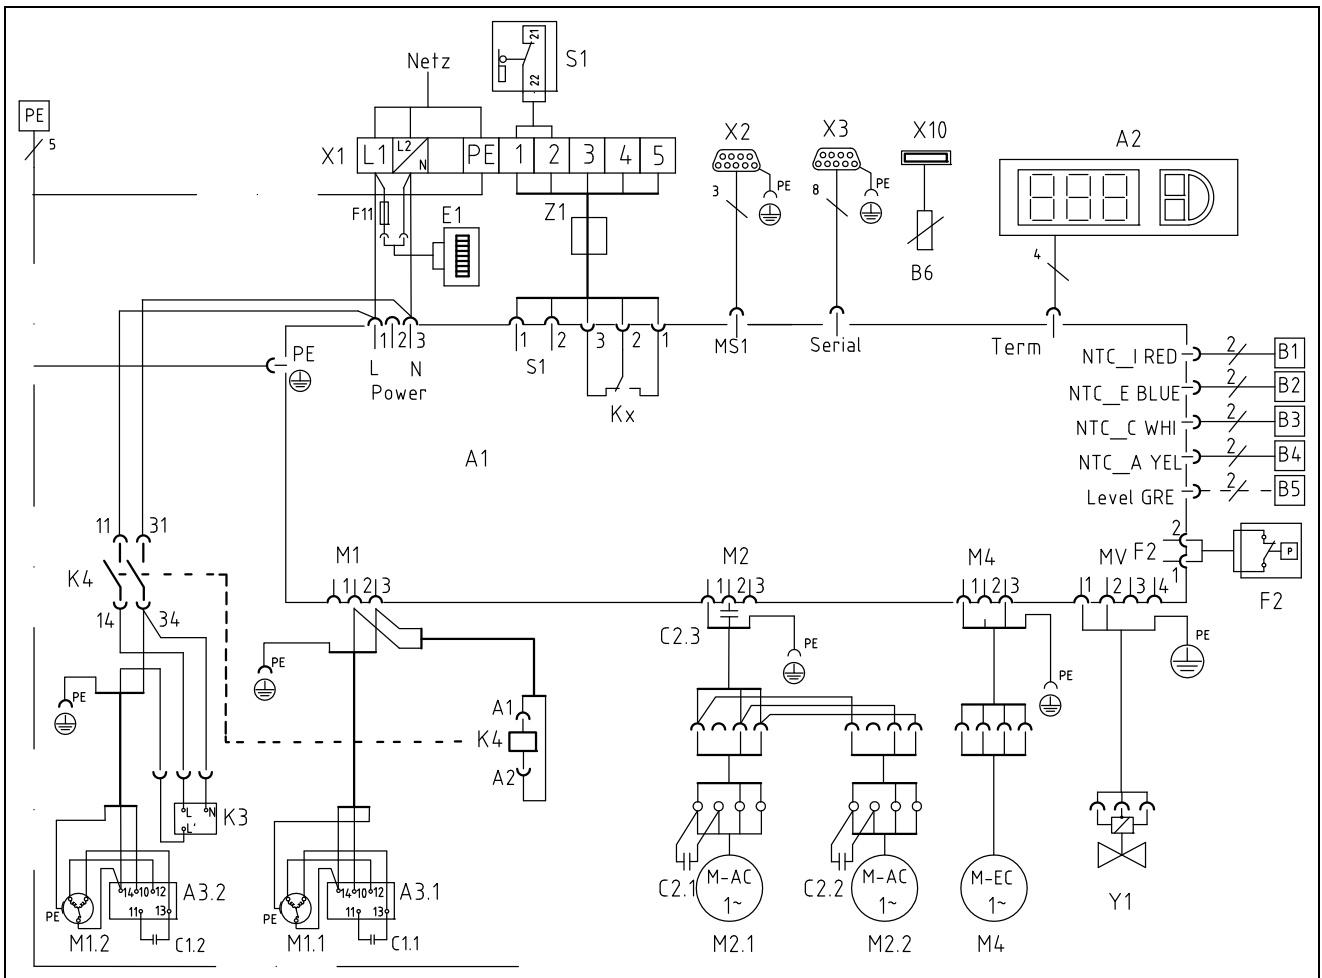 Netz
21
22
S1
PE
5
X1
L1
L2
N
PE
1
2
3
4
5
X2
3
PE
X3
8
PE
X10
B6
A2
4
F11
E1
Z1
PE
1
2
3
L
N
Power
1
2
S1
3
2
1
Kx
MS1
Serial
Term
NTC_I RED
2
B1
NTC_E BLUE
2
B2
NTC_C WHI
2
B3
NTC_A YEL
2
B4
Level GRE
2
B5
A1
11
31
K4
14
34
M1
1
2
3
M2
1
2
3
M4
1
2
3
MV
1
2
3
4
F2
2
1
P
F2
C2.3
PE
PE
PE
PE
PE
A1
K4
A2
L
N
L'
K3
PE
14
10
12
11
13
A3.2
M1.2
C1.2
PE
14
10
12
11
13
A3.1
M1.1
C1.1
C2.1
M-AC
1~
M2.1
C2.2
M-AC
1~
M2.2
M-EC
1~
M4
Y1